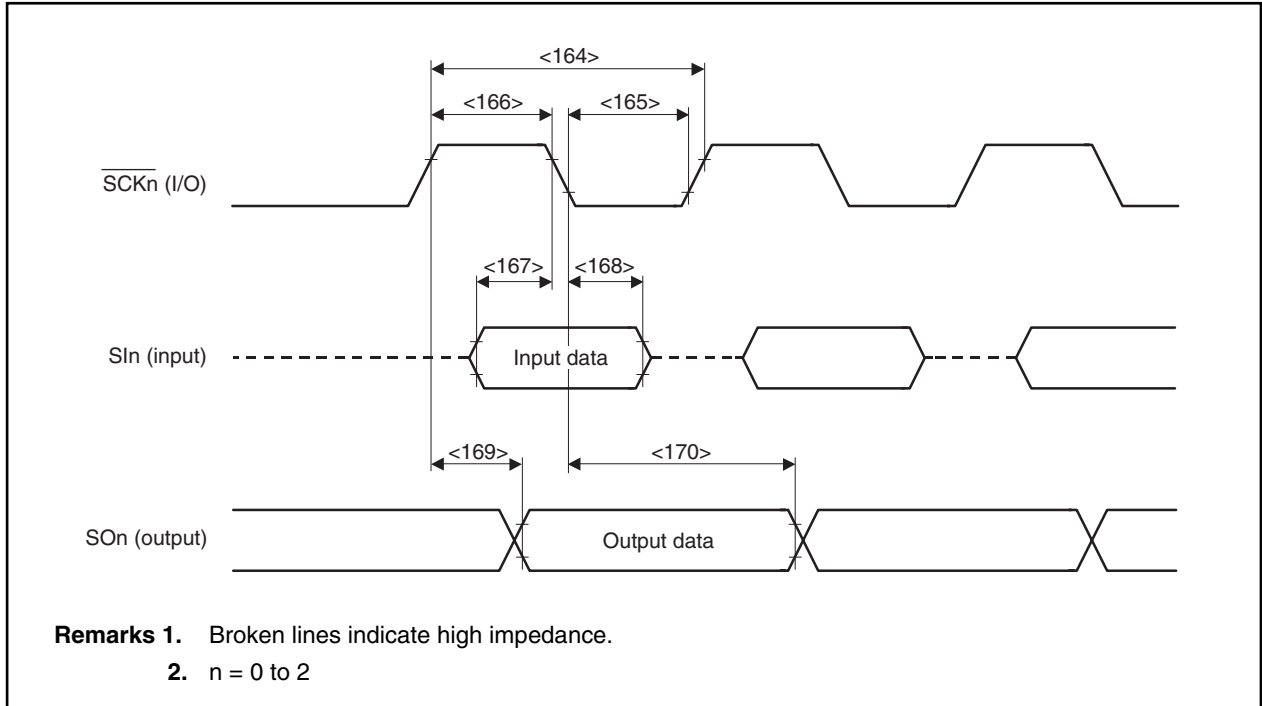 <164>
<166> <165>
S̅C̅K̅n̅ (I/O)
<167> <168>
SIn (input) Input data
<169> <170>
SOn (output) Output data
Remarks 1. Broken lines indicate high impedance.
2. n = 0 to 2